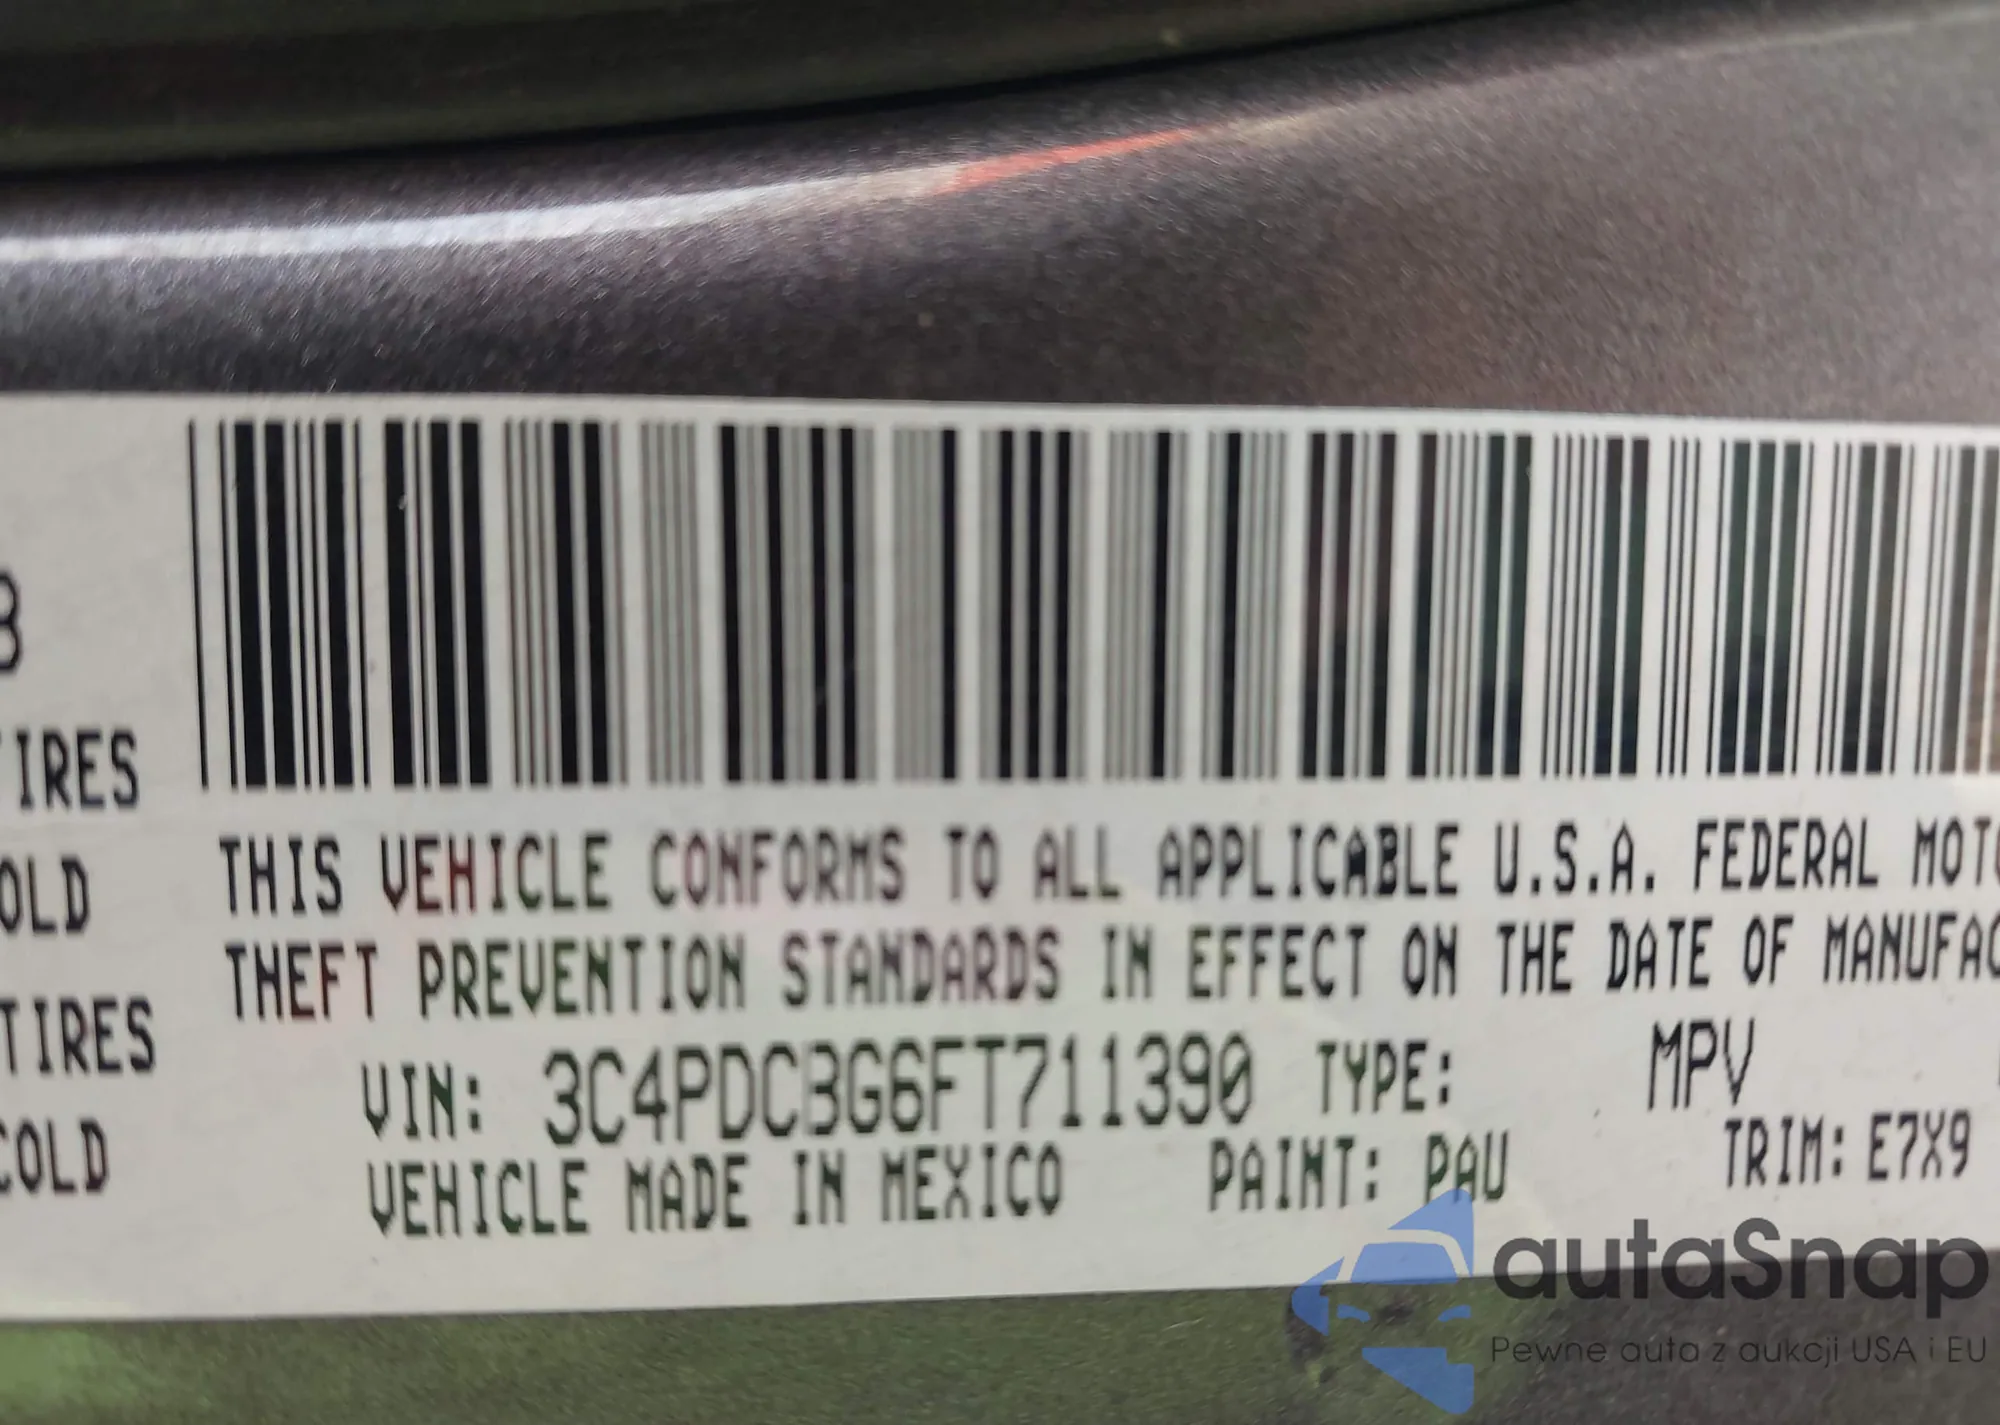 8
TIRES
OLD
TIRES
COLD
THIS VEHICLE CONFORMS TO ALL APPLICABLE U.S.A. FEDERAL MOTO
THEFT PREVENTION STANDARDS IN EFFECT ON THE DATE OF MANUFAC
VIN: 3C4PDCBG6FT711390 TYPE: MPV
VEHICLE MADE IN MEXICO PAINT: PAU TRIM: E7X9
autaSnap
Pewne auta z aukcji USA i EU